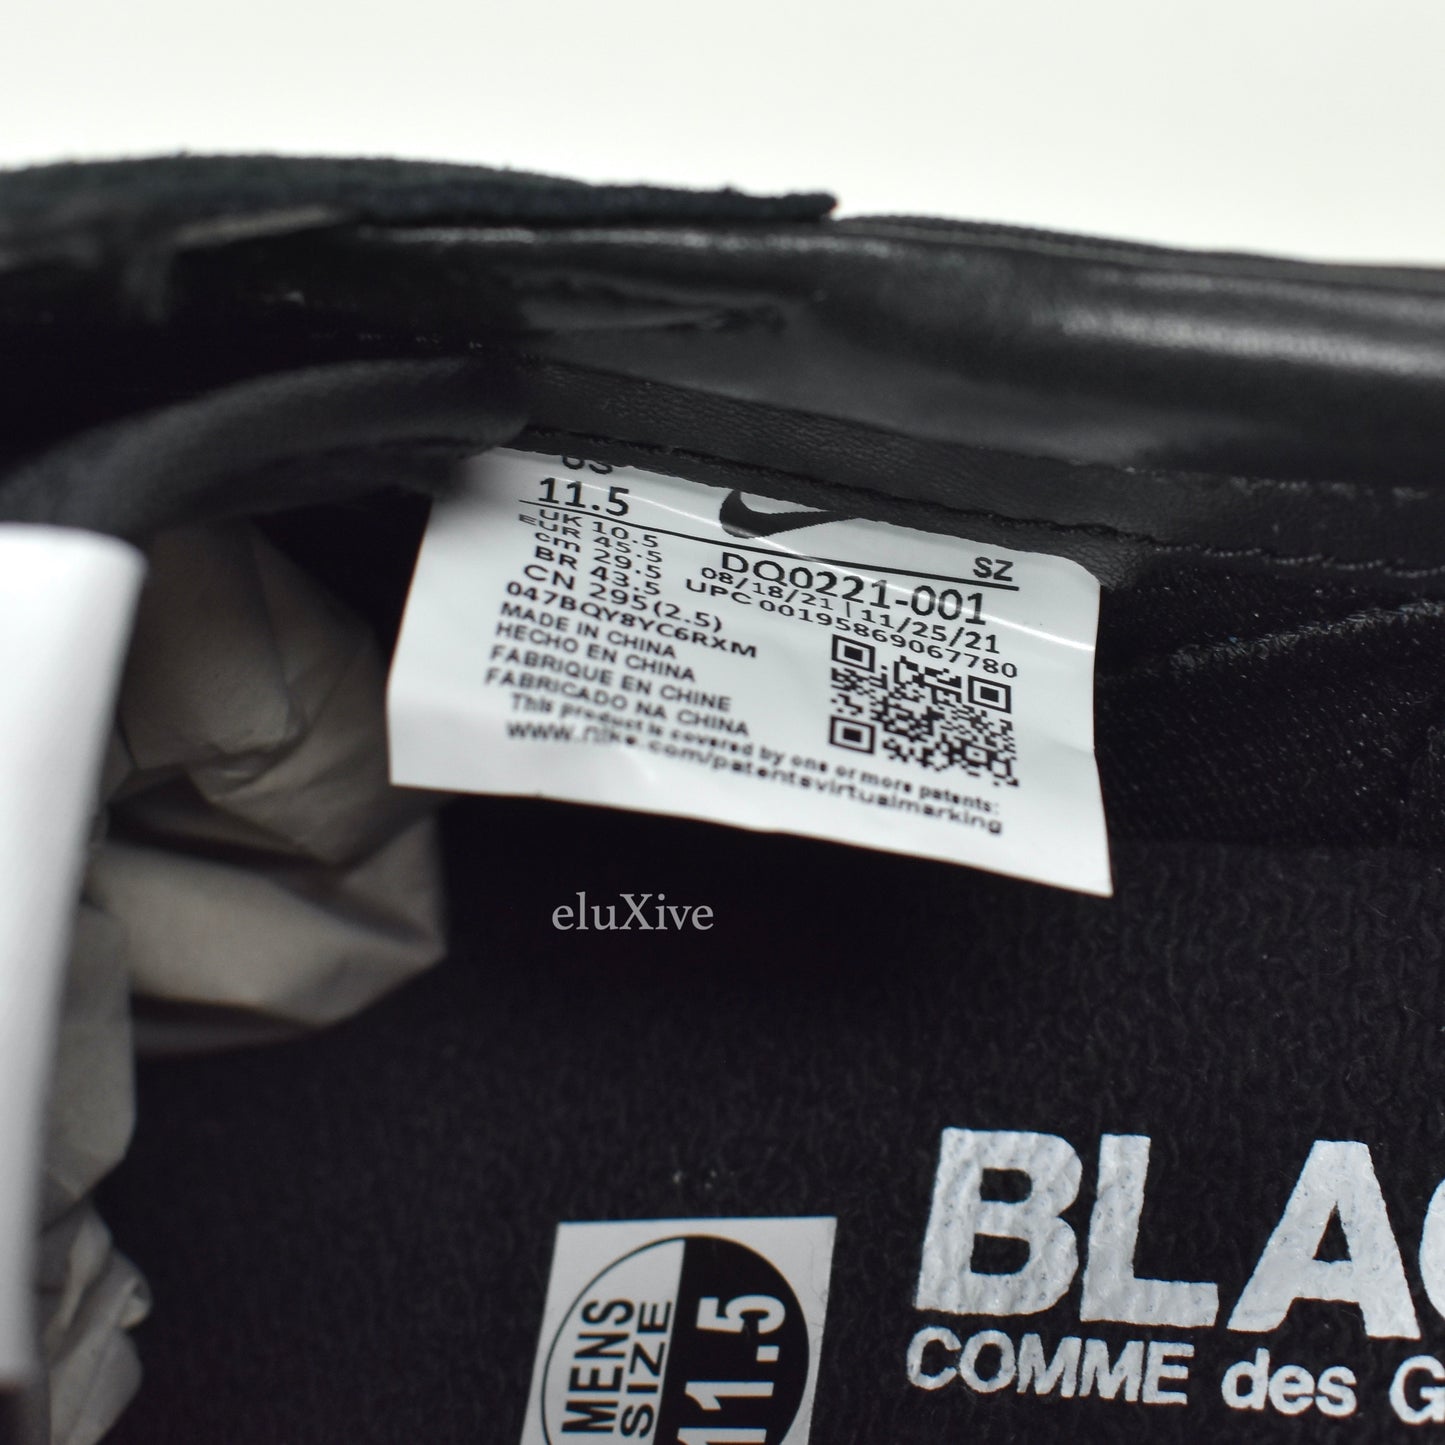 US
11.5
UK 10.5
EUR 45.5
cm 29.5
BR 43.5
CN 295(2.5)
SZ
DQ0221-001
08/18/21 | 11/25/21
UPC 00195869067780
047BQY8YC6RXM
MADE IN CHINA
HECHO EN CHINA
FABRIQUE EN CHINE
FABRICADO NA CHINA
This product is covered by one or more patents:
www.nike.com/patentsvirtualmarking
eluXive
MENS
SIZE
11.5
BLAC
COMME des G